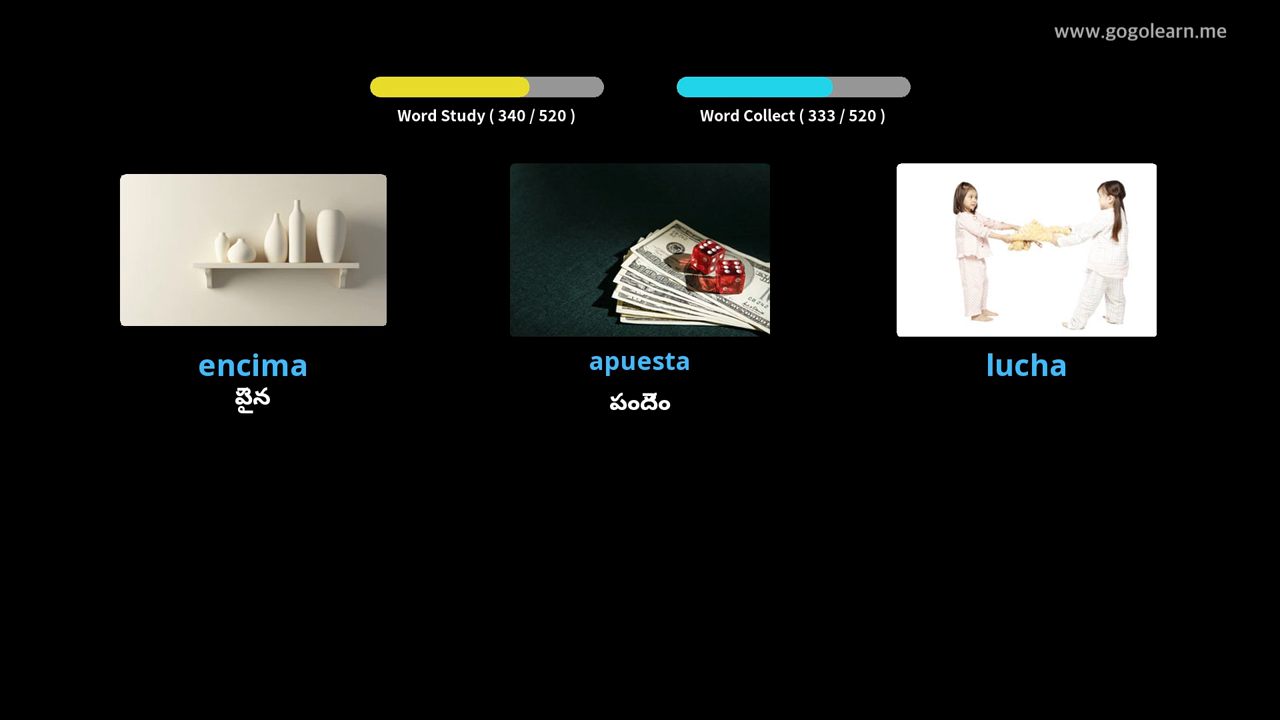 www.gogolearn.me
Word Study ( 340 / 520 )
Word Collect ( 333 / 520 )
encima
పైన
apuesta
పందెం
lucha